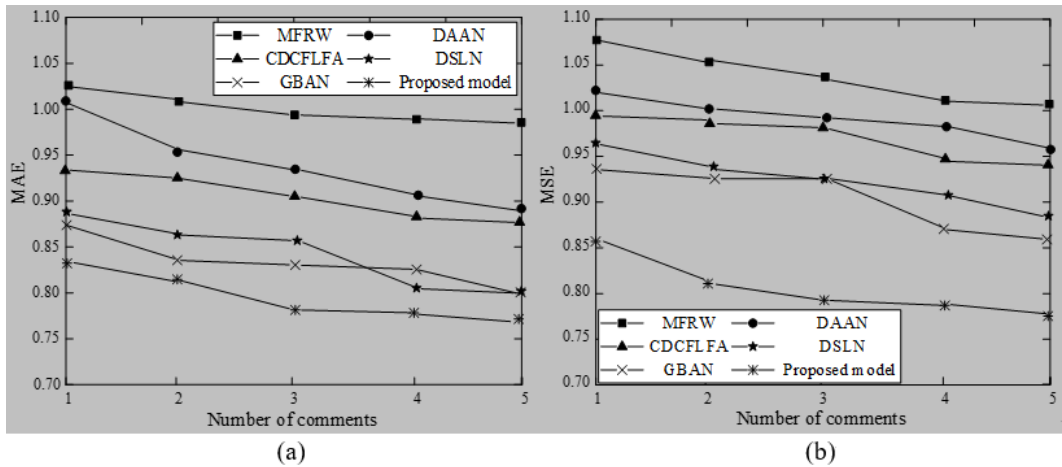 1.10
1.05
1.00
0.95
0.90
0.85
0.80
0.75
0.70
MAE
MFRW DAAN
CDCFLFA DSLN
GBAN Proposed model
1 2 3 4 5
Number of comments
(a)
1.10
1.05
1.00
0.95
0.90
0.85
0.80
0.75
0.70
MSE
MFRW DAAN
CDCFLFA DSLN
GBAN Proposed model
1 2 3 4 5
Number of comments
(b)